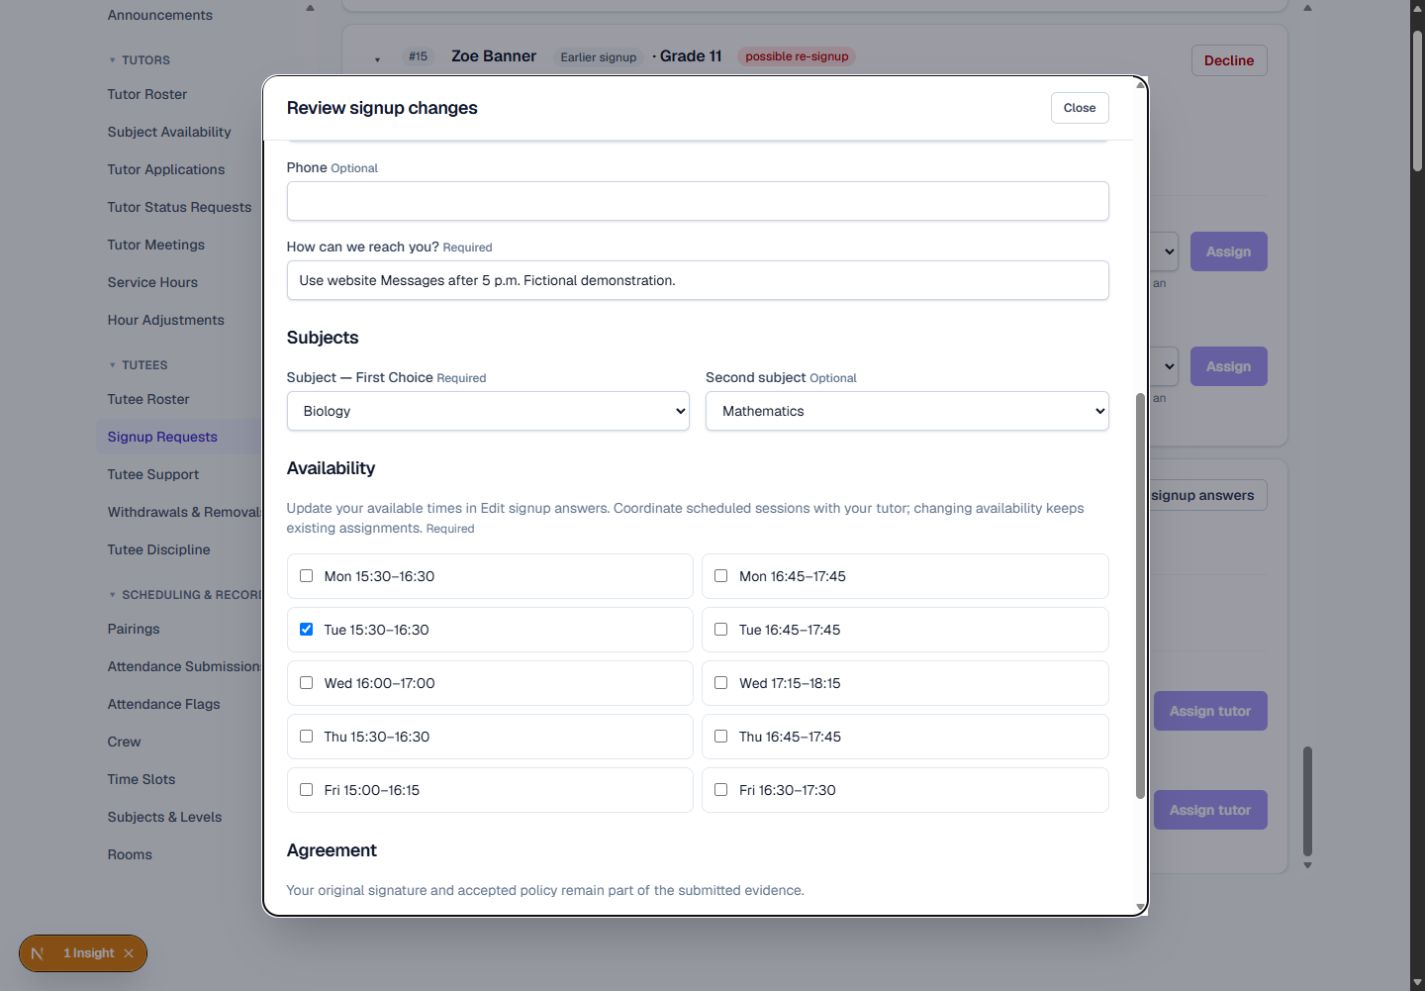 Announcements
TUTORS
Tutor Roster
Subject Availability
Tutor Applications
Tutor Status Requests
Tutor Meetings
Service Hours
Hour Adjustments
TUTEES
Tutee Roster
Signup Requests
Tutee Support
Withdrawals & Removals
Tutee Discipline
SCHEDULING & RECOR
Pairings
Attendance Submission
Attendance Flags
Crew
Time Slots
Subjects & Levels
Rooms
#15 Zoe Banner Earlier signup · Grade 11 possible re-signup
Decline
Review signup changes
Close
Phone Optional
How can we reach you? Required
Use website Messages after 5 p.m. Fictional demonstration.
Subjects
Subject — First Choice Required
Second subject Optional
Biology
Mathematics
Availability
Update your available times in Edit signup answers. Coordinate scheduled sessions with your tutor; changing availability keeps
existing assignments. Required
Mon 15:30–16:30
Mon 16:45–17:45
Tue 15:30–16:30
Tue 16:45–17:45
Wed 16:00–17:00
Wed 17:15–18:15
Thu 15:30–16:30
Thu 16:45–17:45
Fri 15:00–16:15
Fri 16:30–17:30
Agreement
Your original signature and accepted policy remain part of the submitted evidence.
Assign
an
Assign
an
signup answers
Assign tutor
Assign tutor
N 1 Insight